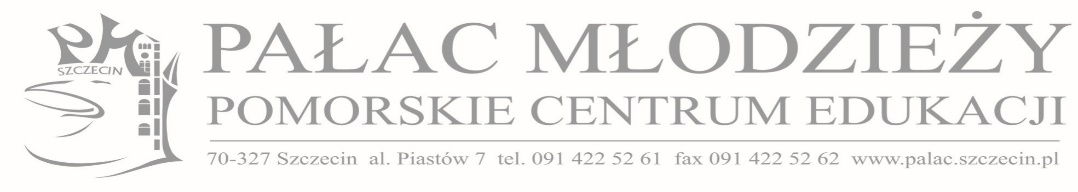 PM
SZCZECIN
PAŁAC MŁODZIEŻY
POMORSKIE CENTRUM EDUKACJI
70-327 Szczecin al. Piastów 7 tel. 091 422 52 61 fax 091 422 52 62 www.palac.szczecin.pl